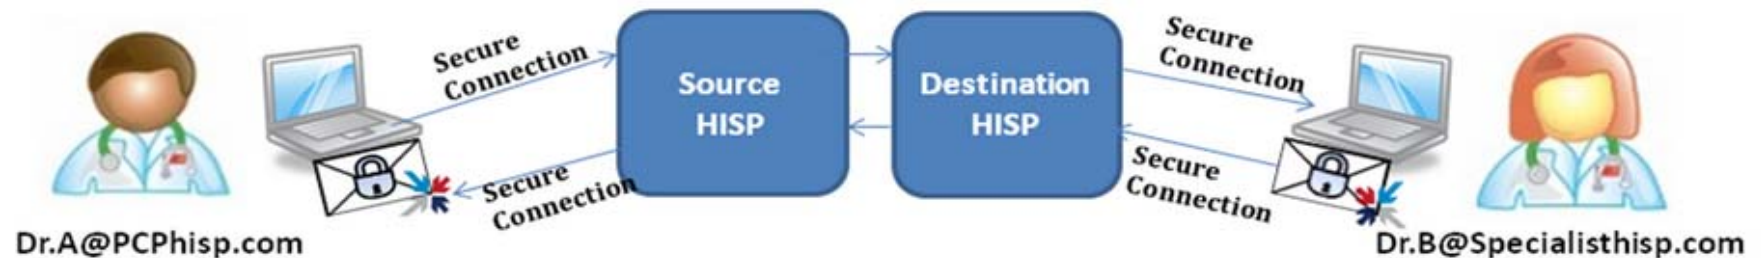 Secure
Connection
Source
HISP
Destination
HISP
Secure
Connection
Secure
Connection
Secure
Connection
Dr.A@PCPhisp.com
Dr.B@Specialisthisp.com